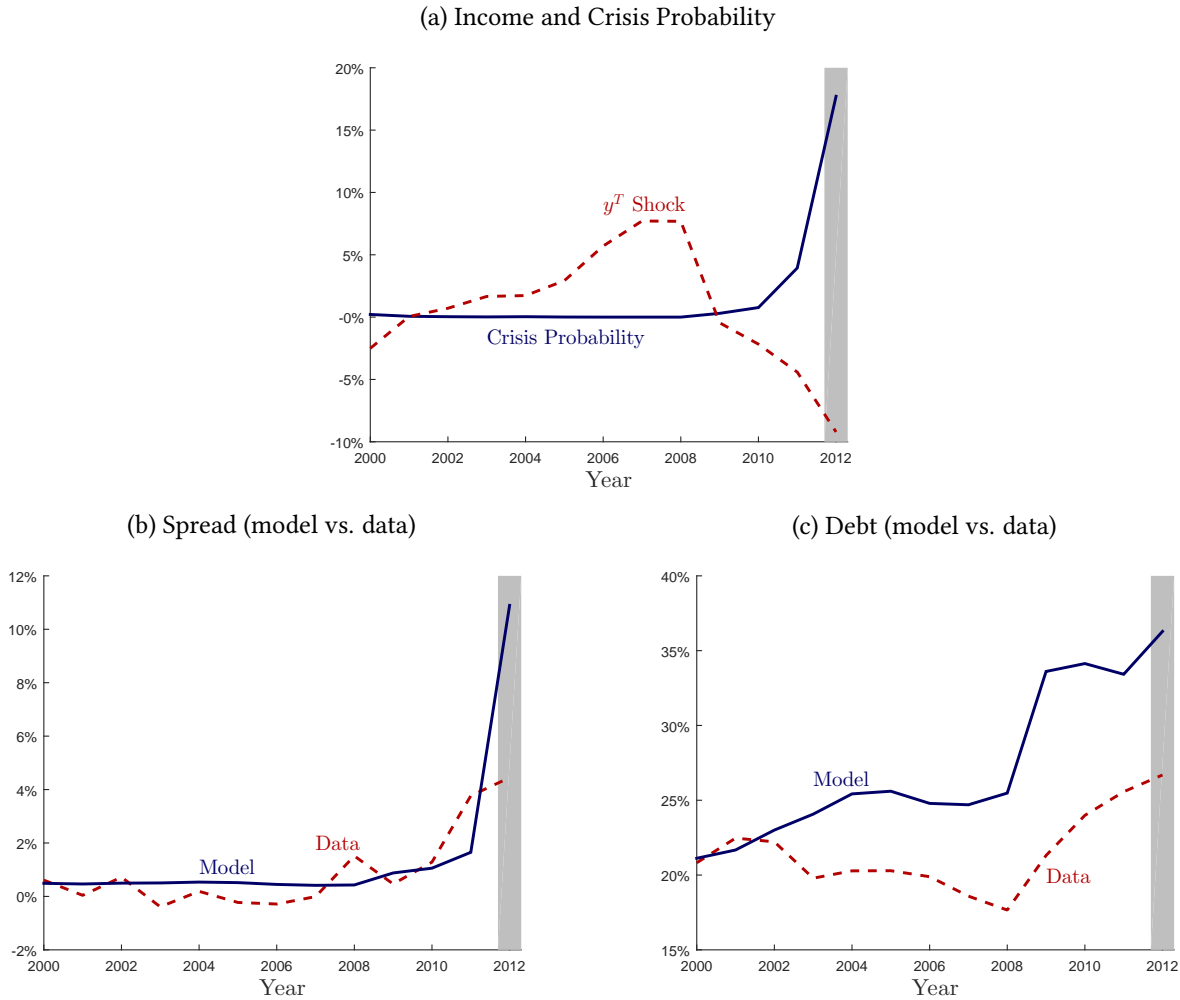 (a) Income and Crisis Probability
20%
15%
10%
5%
-0%
-5%
-10%
y^T Shock
Crisis Probability
2000 2002 2004 2006 2008 2010 2012
Year
(b) Spread (model vs. data)
12%
10%
8%
6%
4%
2%
0%
-2%
Data
Model
2000 2002 2004 2006 2008 2010 2012
Year
(c) Debt (model vs. data)
40%
35%
30%
25%
20%
15%
Model
Data
2000 2002 2004 2006 2008 2010 2012
Year